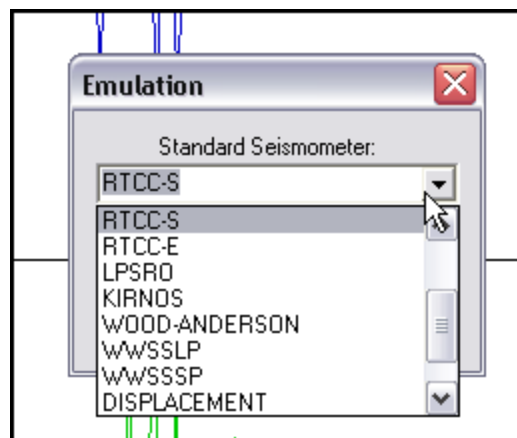 Emulation
Standard Seismometer:
RTCC-S
RTCC-S
RTCC-E
LPSRO
KIRNOS
WOOD-ANDERSON
WWSSLP
WWSSSP
DISPLACEMENT